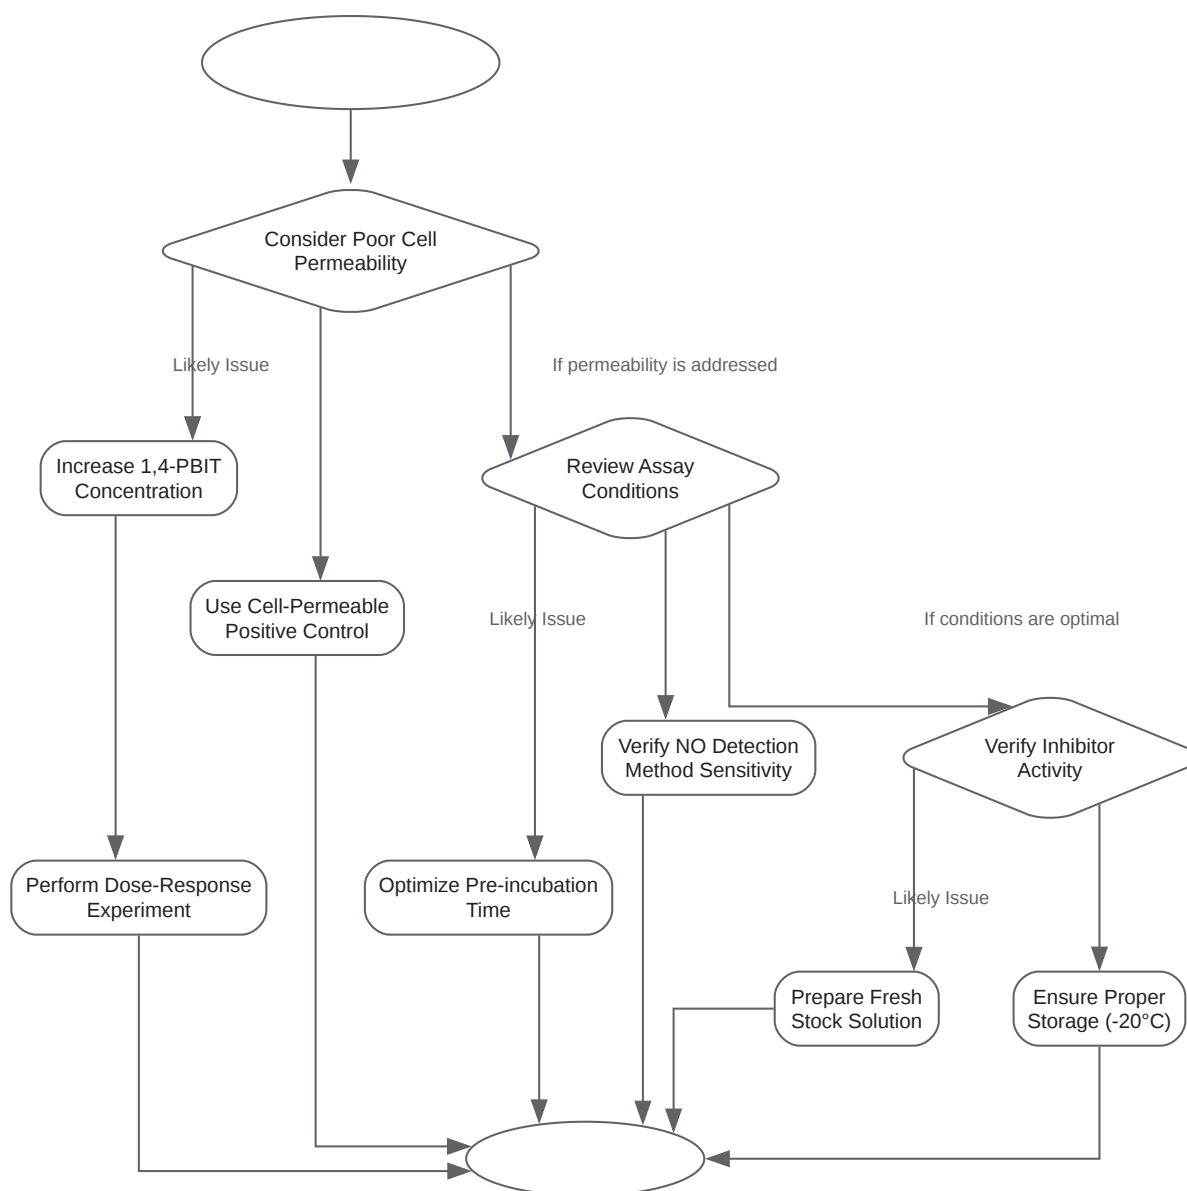 Consider Poor Cell
Permeability
Likely Issue
If permeability is addressed
Increase 1,4-PBIT
Concentration
Review Assay
Conditions
Use Cell-Permeable
Positive Control
Likely Issue
If conditions are optimal
Verify NO Detection
Method Sensitivity
Verify Inhibitor
Activity
Perform Dose-Response
Experiment
Optimize Pre-incubation
Time
Likely Issue
Prepare Fresh
Stock Solution
Ensure Proper
Storage (-20°C)